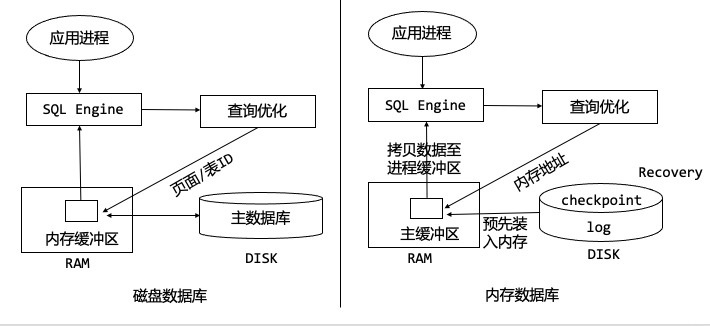 应用进程
SQL Engine
查询优化
页面/表ID
内存缓冲区
RAM
主数据库
DISK
磁盘数据库
应用进程
SQL Engine
查询优化
拷贝数据至
进程缓冲区
内存地址
Recovery
主缓冲区
RAM
预先装
入内存
checkpoint
log
DISK
内存数据库